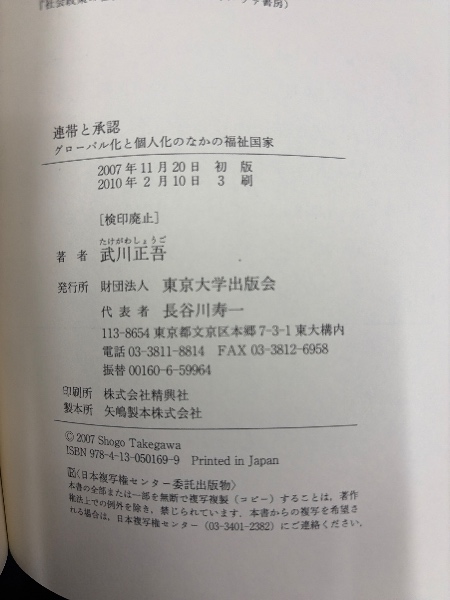 『社会政策の
書房）
連帯と承認
グローバル化と個人化のなかの福祉国家
2007年11月20日　初　版
2010年 2月10日　3　刷
［検印廃止］
たけがわしょうご
著　者　武川正吾
発行所　財団法人　東京大学出版会
代表者　長谷川寿一
113-8654 東京都文京区本郷7-3-1 東大構内
電話 03-3811-8814　FAX 03-3812-6958
振替 00160-6-59964
印刷所　株式会社精興社
製本所　矢嶋製本株式会社
© 2007 Shogo Takegawa
ISBN 978-4-13-050169-9　Printed in Japan
〈日本複写権センター委託出版物〉
本書の全部または一部を無断で複写複製（コピー）することは，著作
権法上での例外を除き，禁じられています．本書からの複写を希望さ
れる場合は，日本複写権センター（03-3401-2382）にご連絡ください．